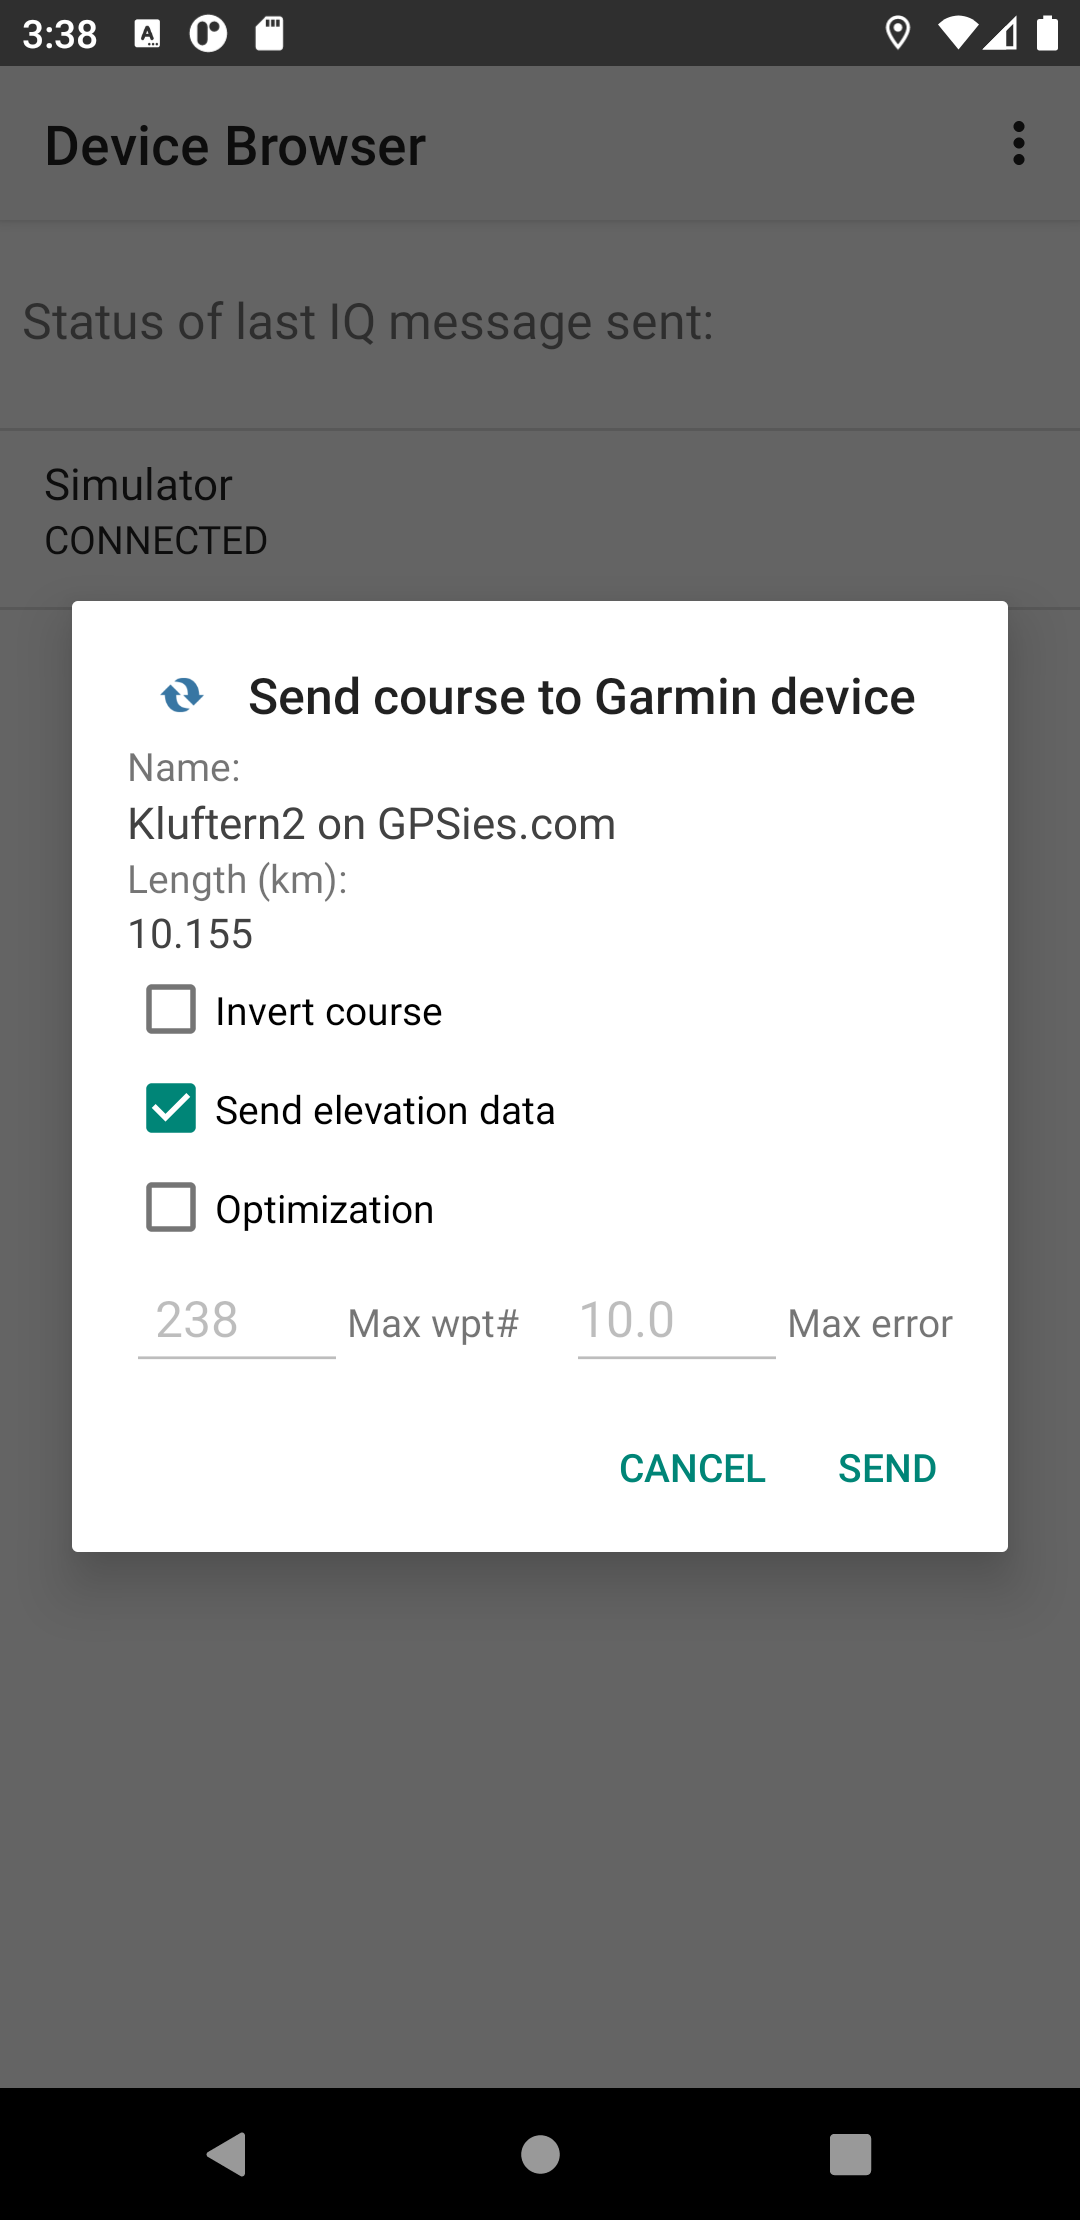 3:38
Device Browser
Status of last IQ message sent:
Simulator
CONNECTED
Send course to Garmin device
Name:
Kluftern2 on GPSies.com
Length (km):
10.155
Invert course
Send elevation data
Optimization
238 Max wpt# 10.0 Max error
CANCEL SEND